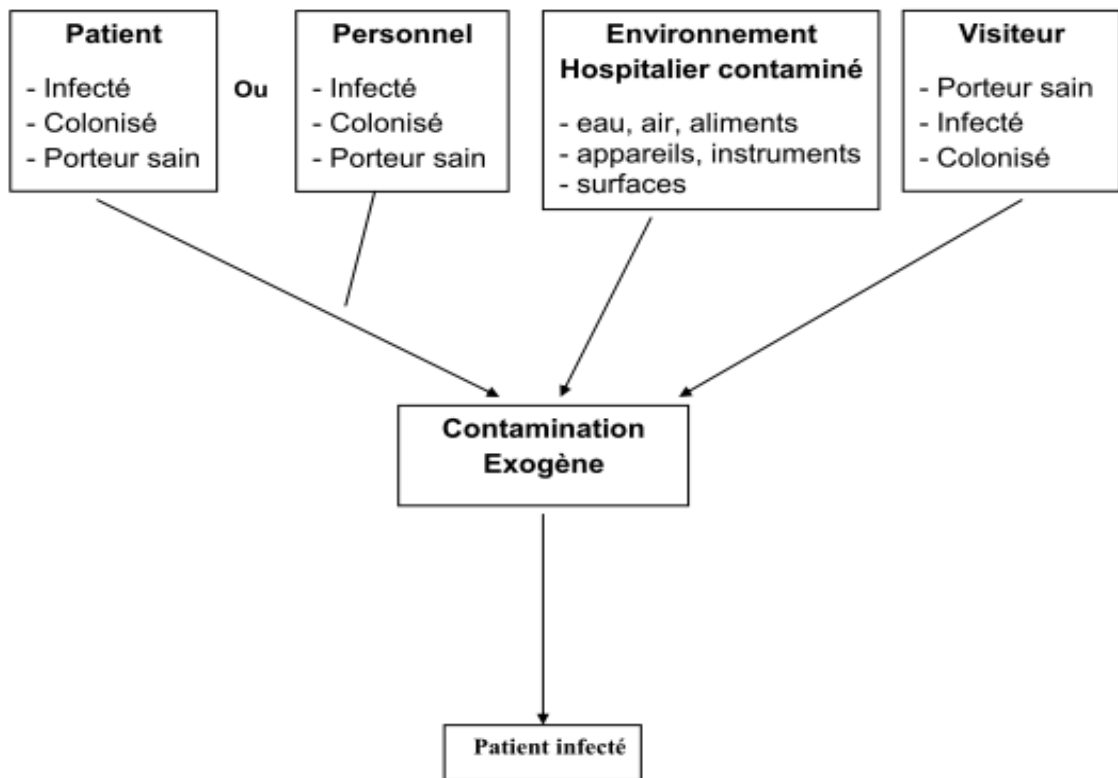 Patient
- Infecté
- Colonisé
- Porteur sain
Ou
Personnel
- Infecté
- Colonisé
- Porteur sain
Environnement
Hospitalier contaminé
- eau, air, aliments
- appareils, instruments
- surfaces
Visiteur
- Porteur sain
- Infecté
- Colonisé
Contamination
Exogène
Patient infecté